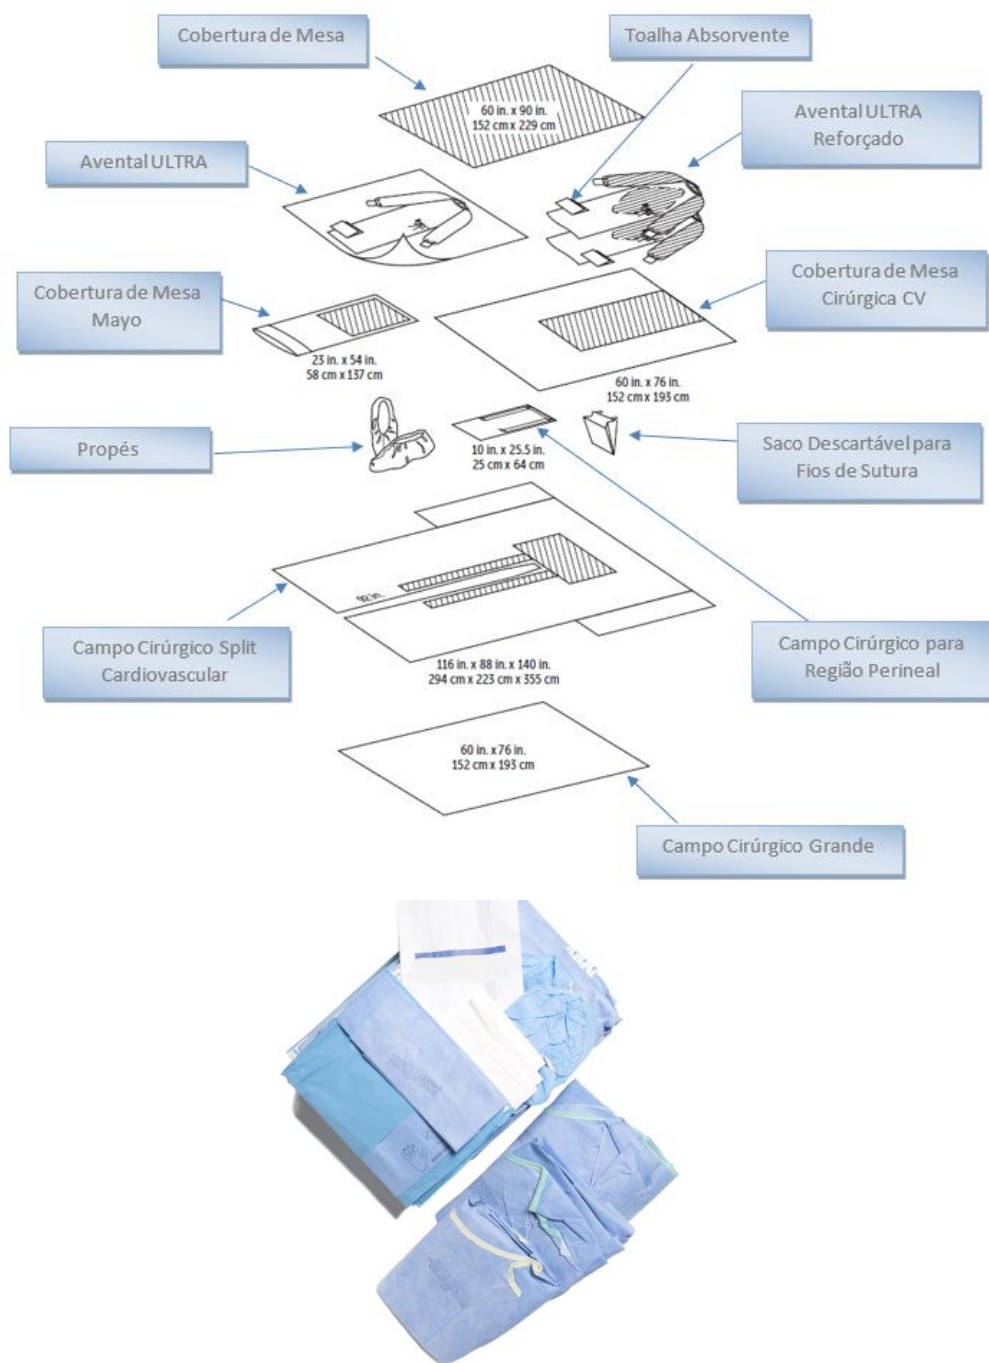 Cobertura de Mesa
Toalha Absorvente
60 in. x 90 in.
152 cm x 229 cm
Avental ULTRA
Reforçado
Avental ULTRA
Cobertura de Mesa
Mayo
Cobertura de Mesa
Cirúrgica CV
23 in. x 54 in.
58 cm x 137 cm
60 in. x 76 in.
152 cm x 193 cm
Propés
10 in. x 25.5 in.
25 cm x 64 cm
Saco Descartável para
Fios de Sutura
92 in.
Campo Cirúrgico Split
Cardiovascular
116 in. x 88 in. x 140 in.
294 cm x 223 cm x 355 cm
Campo Cirúrgico para
Região Perineal
60 in. x 76 in.
152 cm x 193 cm
Campo Cirúrgico Grande